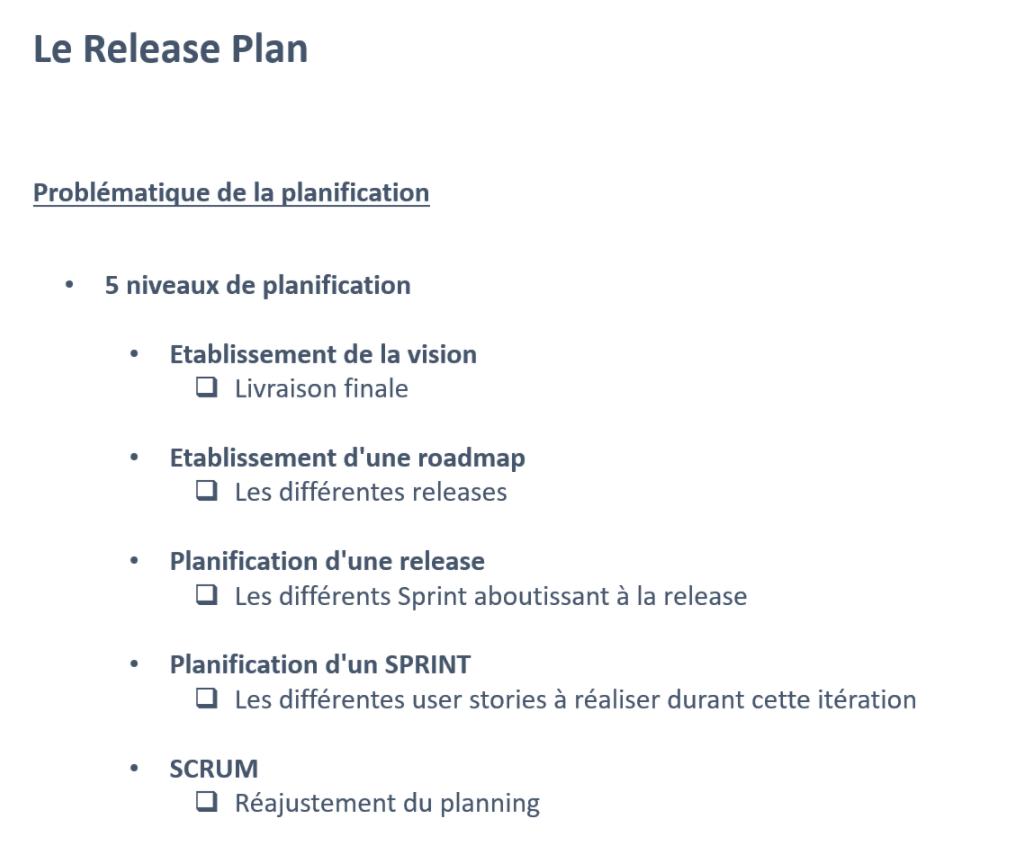 Le Release Plan
Problématique de la planification
• 5 niveaux de planification
• Etablissement de la vision
❑ Livraison finale
• Etablissement d'une roadmap
❑ Les différentes releases
• Planification d'une release
❑ Les différents Sprint aboutissant à la release
• Planification d'un SPRINT
❑ Les différentes user stories à réaliser durant cette itération
• SCRUM
❑ Réajustement du planning